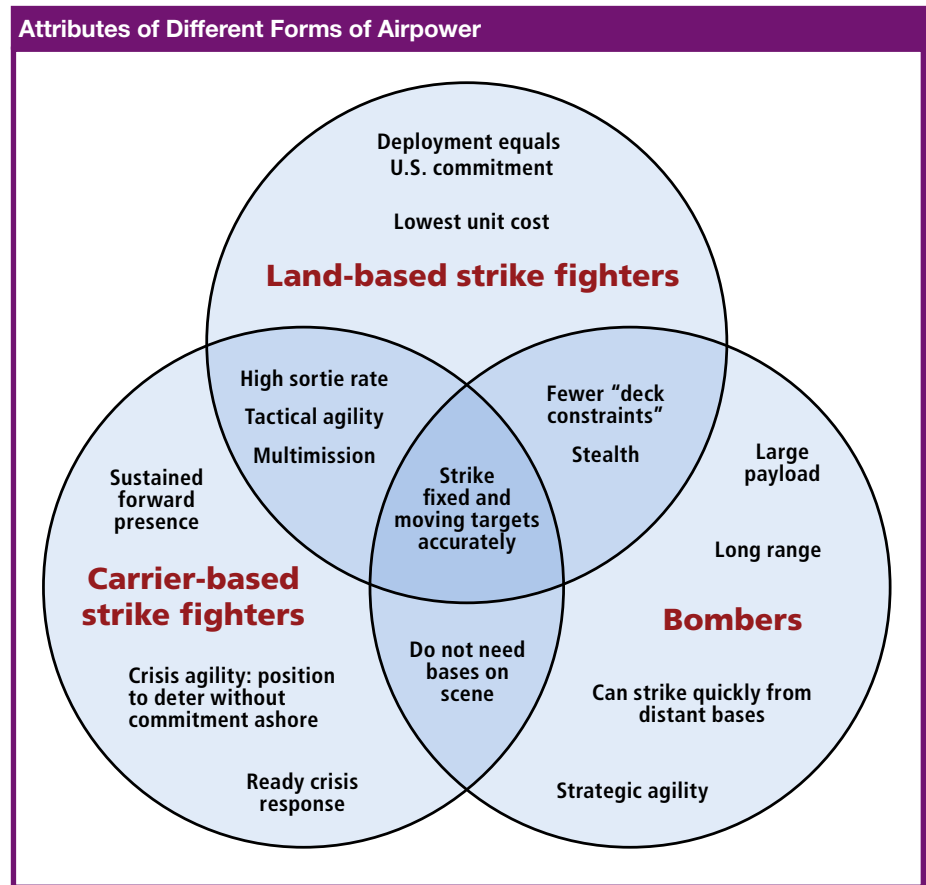 Attributes of Different Forms of Airpower
Deployment equals
U.S. commitment
Lowest unit cost
Land-based strike fighters
High sortie rate
Tactical agility
Multimission
Fewer “deck
constraints”
Stealth
Strike
fixed and
moving targets
accurately
Sustained
forward
presence
Carrier-based
strike fighters
Crisis agility: position
to deter without
commitment ashore
Ready crisis
response
Do not need
bases on
scene
Large
payload
Long range
Bombers
Can strike quickly from
distant bases
Strategic agility